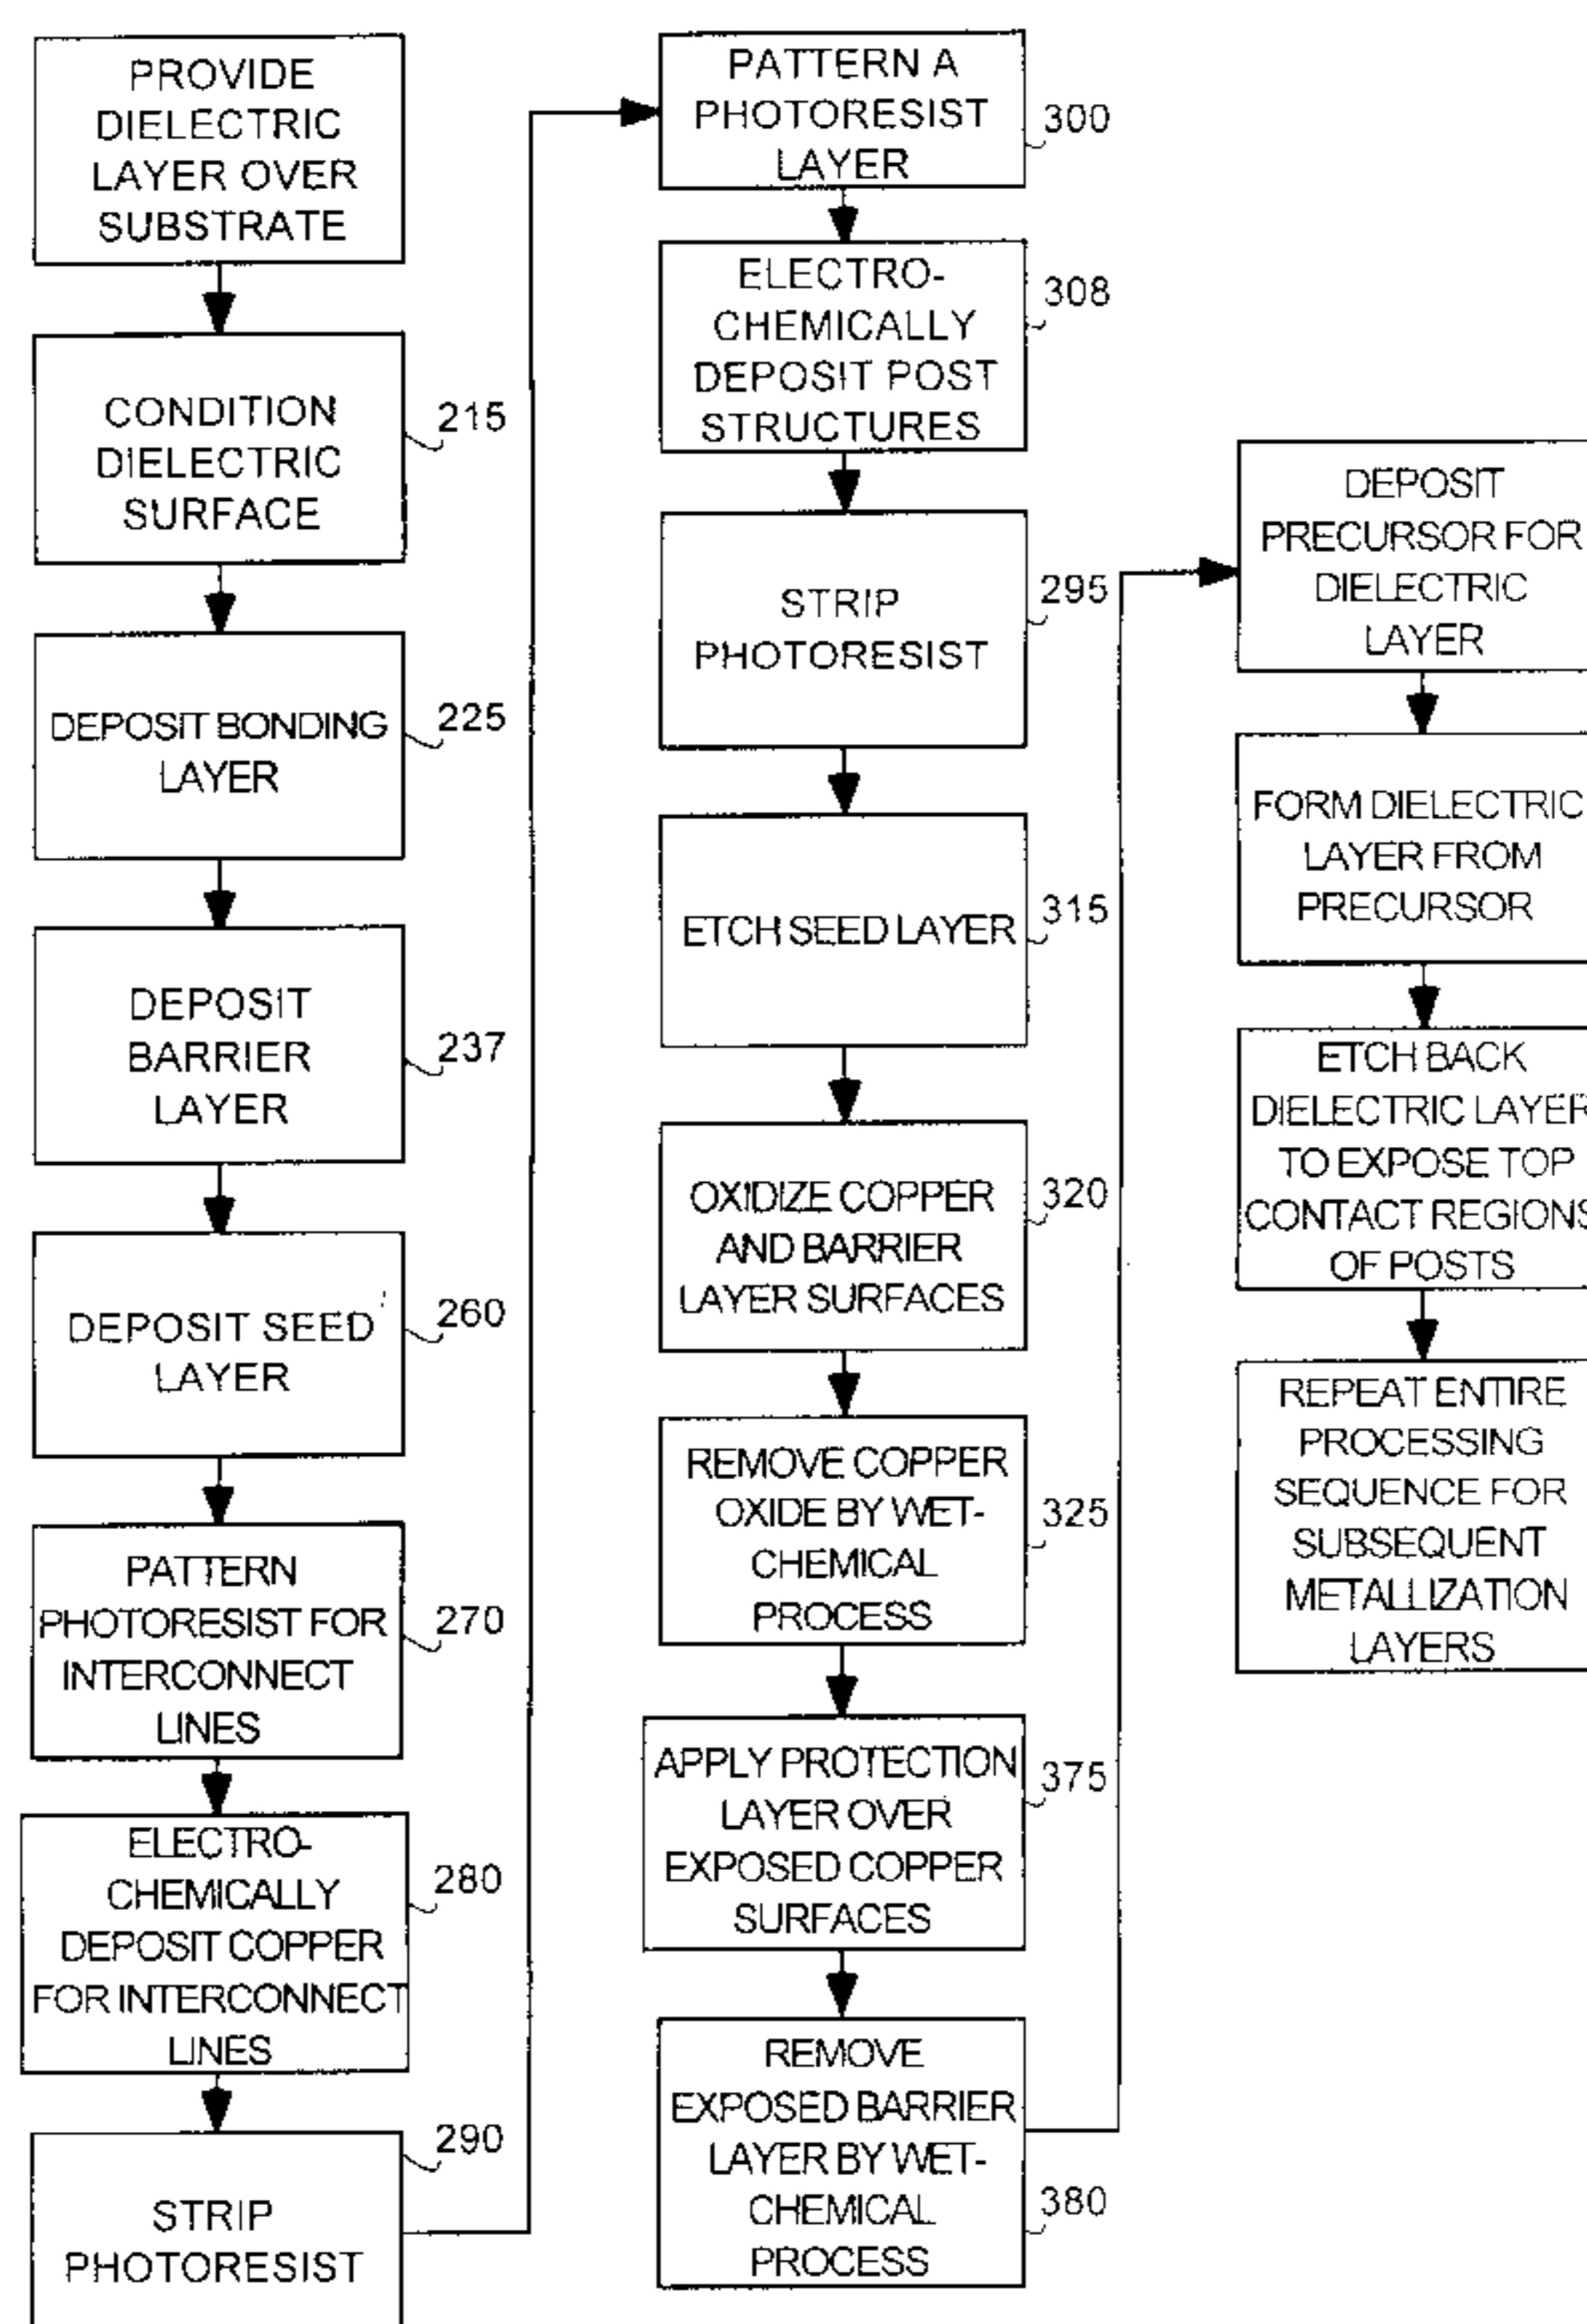 PROVIDE
DIELECTRIC
LAYER OVER
SUBSTRATE
CONDITION
DIELECTRIC
SURFACE
215
DEPOSIT BONDING
LAYER
225
DEPOSIT
BARRIER
LAYER
237
DEPOSIT SEED
LAYER
260
PATTERN
PHOTORESIST FOR
INTERCONNECT
LINES
270
ELECTRO-
CHEMICALLY
DEPOSIT COPPER
FOR INTERCONNECT
LINES
280
STRIP
PHOTORESIST
290
PATTERN A
PHOTORESIST
LAYER
300
ELECTRO-
CHEMICALLY
DEPOSIT POST
STRUCTURES
308
STRIP
PHOTORESIST
295
ETCH SEED LAYER
315
OXIDIZE COPPER
AND BARRIER
LAYER SURFACES
320
REMOVE COPPER
OXIDE BY WET-
CHEMICAL
PROCESS
325
APPLY PROTECTION
LAYER OVER
EXPOSED COPPER
SURFACES
375
REMOVE
EXPOSED BARRIER
LAYER BY WET-
CHEMICAL
PROCESS
380
DEPOSIT
PRECURSOR FOR
DIELECTRIC
LAYER
FORM DIELECTRIC
LAYER FROM
PRECURSOR
ETCH BACK
DIELECTRIC LAYER
TO EXPOSE TOP
CONTACT REGIONS
OF POSTS
REPEAT ENTIRE
PROCESSING
SEQUENCE FOR
SUBSEQUENT
METALLIZATION
LAYERS